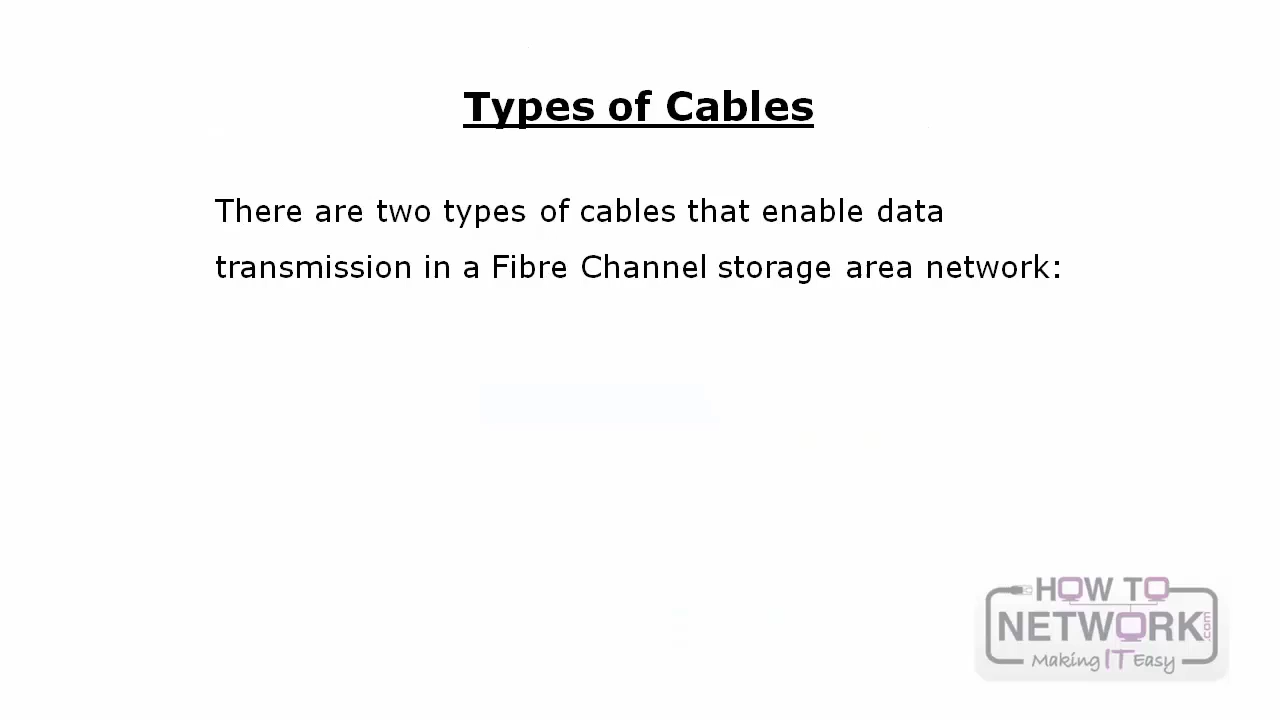 Types of Cables
There are two types of cables that enable data
transmission in a Fibre Channel storage area network:
HOW TO
NETWORK.com
Making IT Easy